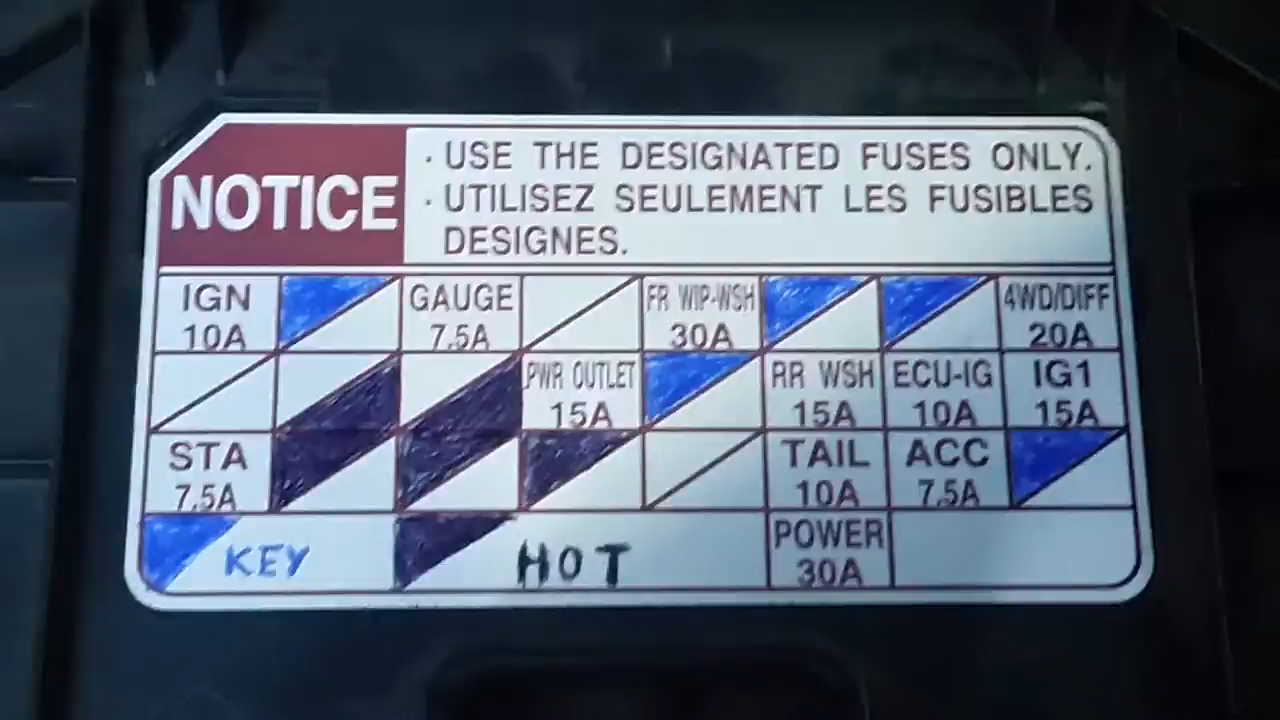 NOTICE
· USE THE DESIGNATED FUSES ONLY.
· UTILISEZ SEULEMENT LES FUSIBLES
DESIGNES.
IGN GAUGE FR WIP-WSH 4WD/DIFF
10A 7.5A 30A 20A
PWR OUTLET RR WSH ECU-IG IG1
15A 15A 10A 15A
STA TAIL ACC
7.5A 10A 7.5A
KEY HOT POWER
30A